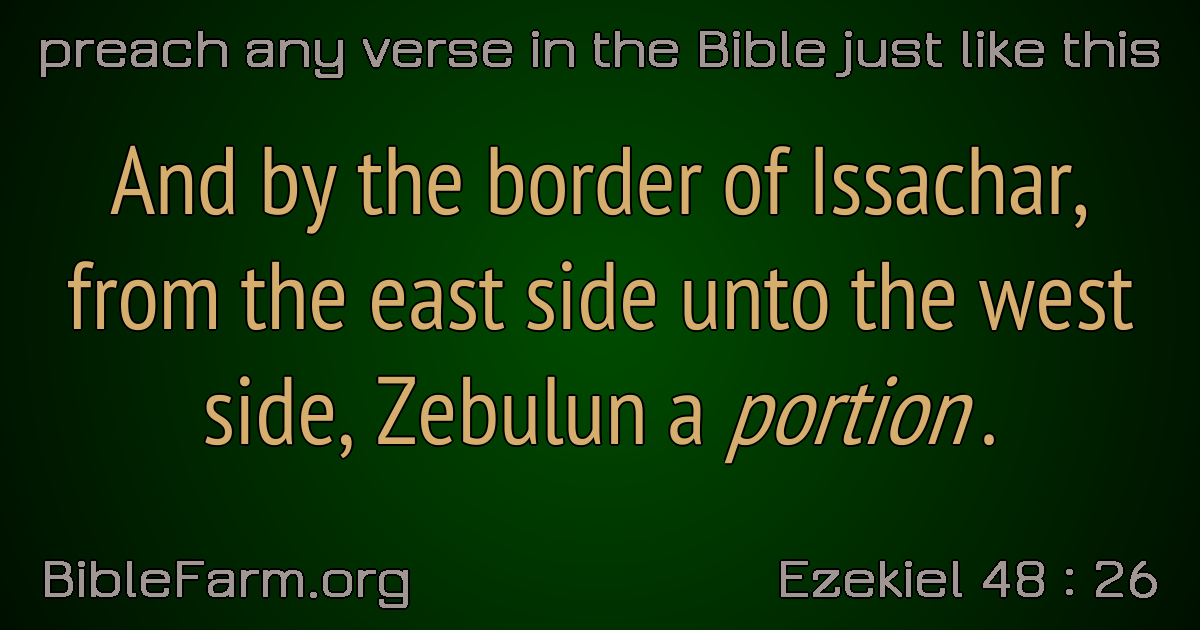 preach any verse in the Bible just like this
And by the border of Issachar,
from the east side unto the west
side, Zebulun a portion .
BibleFarm.org
Ezekiel 48 : 26